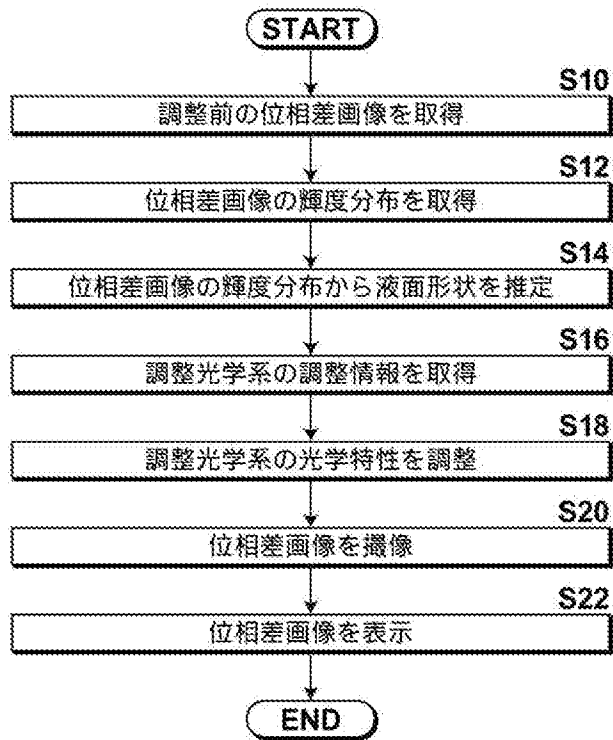 START
S10
調整前の位相差画像を取得
S12
位相差画像の輝度分布を取得
S14
位相差画像の輝度分布から液面形状を推定
S16
調整光学系の調整情報を取得
S18
調整光学系の光学特性を調整
S20
位相差画像を撮像
S22
位相差画像を表示
END